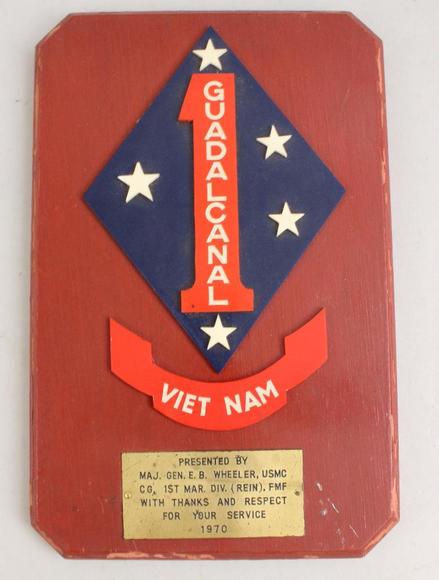 1
GUADALCANAL
VIET NAM
PRESENTED BY
MAJ. GEN. E. B. WHEELER, USMC
CG, 1ST MAR. DIV. (REIN). FMF
WITH THANKS AND RESPECT
FOR YOUR SERVICE
1970